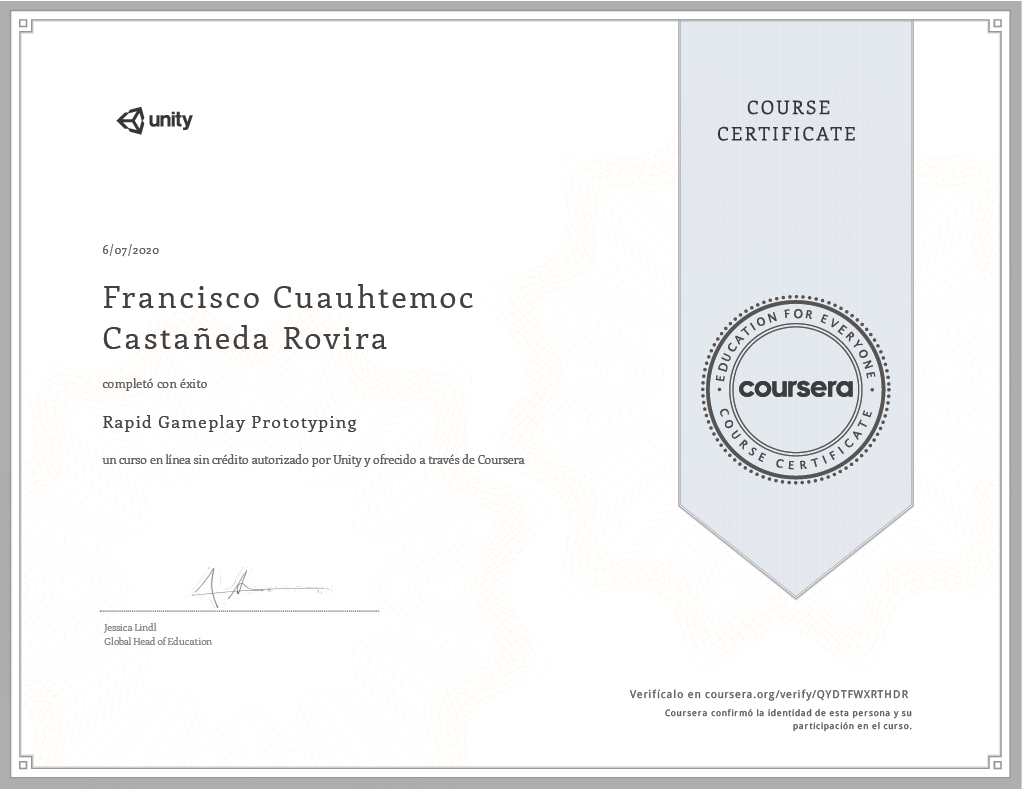 unity
COURSE
CERTIFICATE
6/07/2020
Francisco Cuauhtemoc
Castañeda Rovira
completó con éxito
Rapid Gameplay Prototyping
un curso en línea sin crédito autorizado por Unity y ofrecido a través de Coursera
EDUCATION FOR EVERYONE
coursera
COURSE CERTIFICATE
Jessica Lindl
Global Head of Education
Verifícalo en coursera.org/verify/QYDTFWXRTHDR
Coursera confirmó la identidad de esta persona y su
participación en el curso.